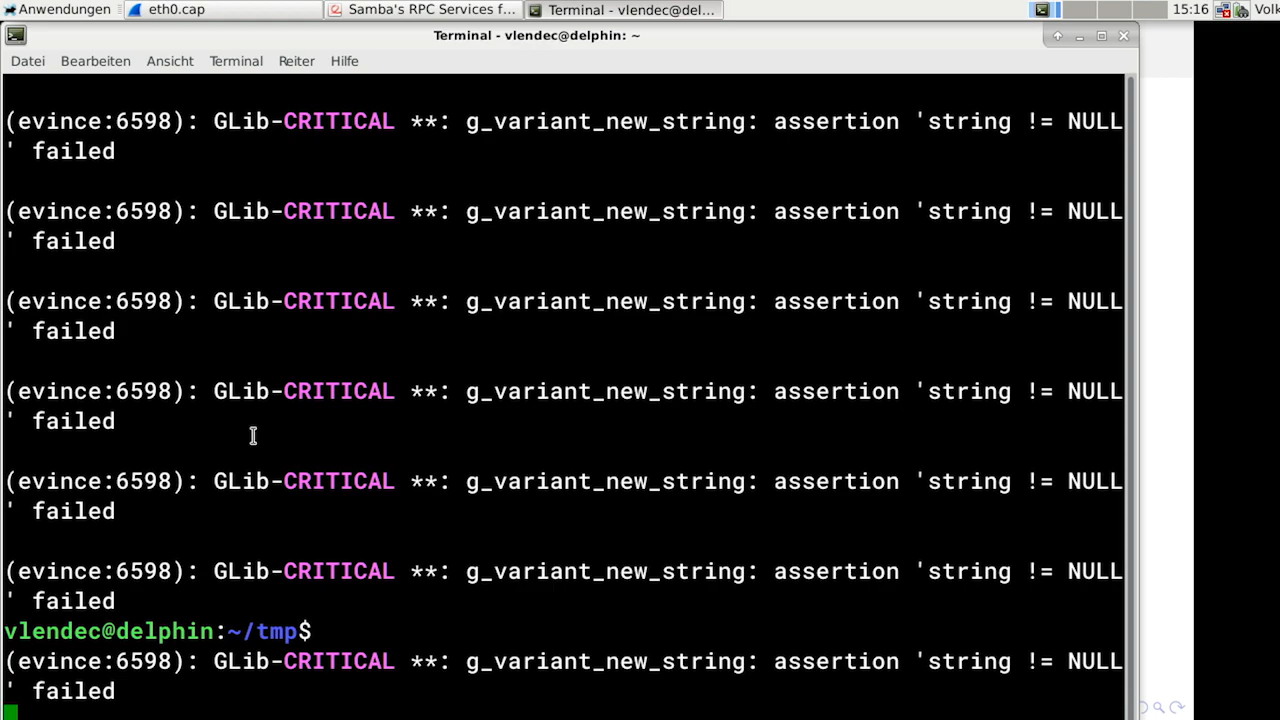 Anwendungen eth0.cap Samba's RPC Services f... Terminal - vlendec@del... 15:16 Volk
Terminal - vlendec@delphin: ~
Datei Bearbeiten Ansicht Terminal Reiter Hilfe
(evince:6598): GLib-CRITICAL **: g_variant_new_string: assertion 'string != NULL
' failed
(evince:6598): GLib-CRITICAL **: g_variant_new_string: assertion 'string != NULL
' failed
(evince:6598): GLib-CRITICAL **: g_variant_new_string: assertion 'string != NULL
' failed
(evince:6598): GLib-CRITICAL **: g_variant_new_string: assertion 'string != NULL
' failed
(evince:6598): GLib-CRITICAL **: g_variant_new_string: assertion 'string != NULL
' failed
(evince:6598): GLib-CRITICAL **: g_variant_new_string: assertion 'string != NULL
' failed
vlendec@delphin:~/tmp$
(evince:6598): GLib-CRITICAL **: g_variant_new_string: assertion 'string != NULL
' failed